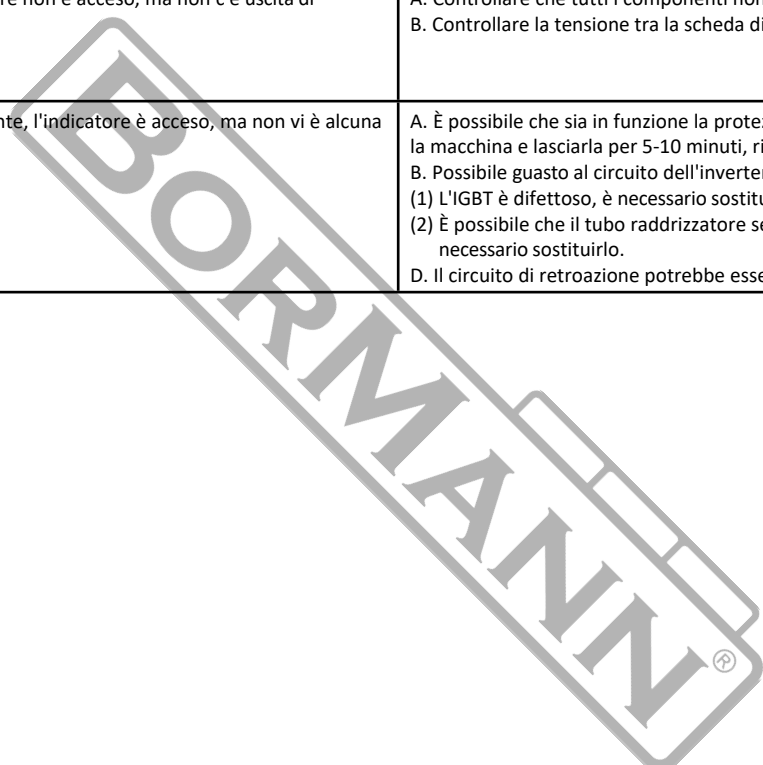 re non è acceso, ma non c'è uscita di
A. Controllare che tutti i componenti non
B. Controllare la tensione tra la scheda di
nte, l'indicatore è acceso, ma non vi è alcuna
A. È possibile che sia in funzione la prote
la macchina e lasciarla per 5-10 minuti, ri
B. Possibile guasto al circuito dell'inverte
(1) L'IGBT è difettoso, è necessario sostitu
(2) È possibile che il tubo raddrizzatore se
necessario sostituirlo.
D. Il circuito di retroazione potrebbe esse
BORMANN®